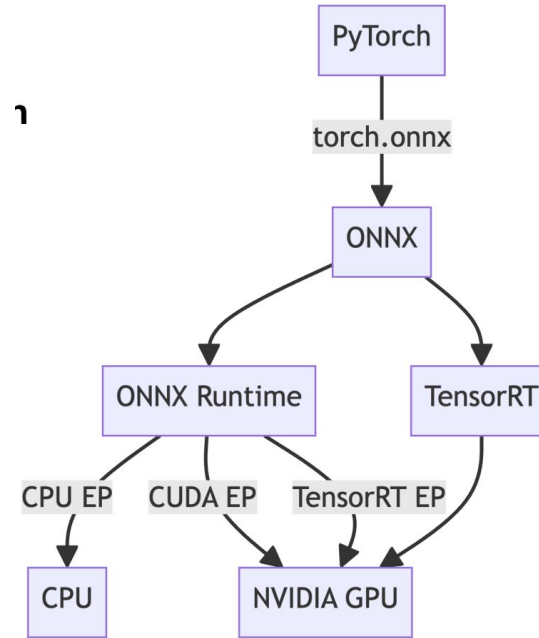 PyTorch
torch.onnx
ONNX
ONNX Runtime
TensorRT
CPU EP
CUDA EP
TensorRT EP
CPU
NVIDIA GPU